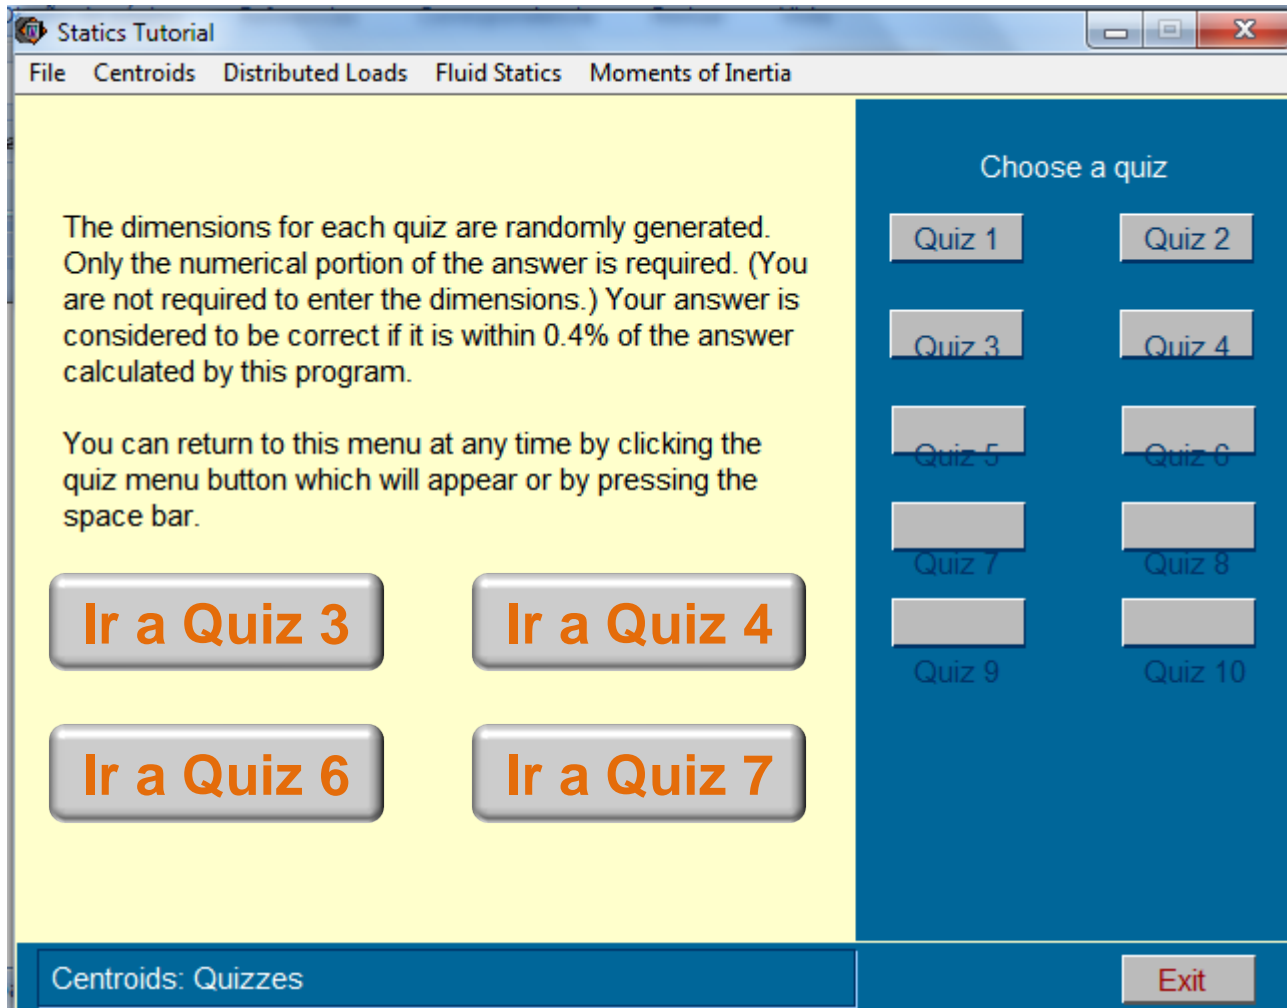 Statics Tutorial
File Centroids Distributed Loads Fluid Statics Moments of Inertia
The dimensions for each quiz are randomly generated.
Only the numerical portion of the answer is required. (You
are not required to enter the dimensions.) Your answer is
considered to be correct if it is within 0.4% of the answer
calculated by this program.
You can return to this menu at any time by clicking the
quiz menu button which will appear or by pressing the
space bar.
Ir a Quiz 3 Ir a Quiz 4
Ir a Quiz 6 Ir a Quiz 7
Choose a quiz
Quiz 1 Quiz 2
Quiz 3 Quiz 4
Quiz 5 Quiz 6
Quiz 7 Quiz 8
Quiz 9 Quiz 10
Centroids: Quizzes
Exit